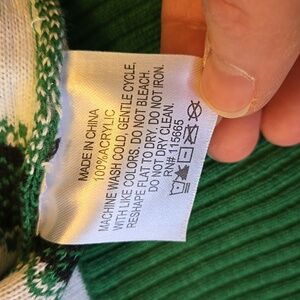 MADE IN CHINA
100%ACRYLIC
MACHINE WASH COLD, GENTLE CYCLE,
WITH LIKE COLORS. DO NOT BLEACH.
RESHAPE FLAT TO DRY. DO NOT IRON.
DO NOT DRY CLEAN.
RN# 115665